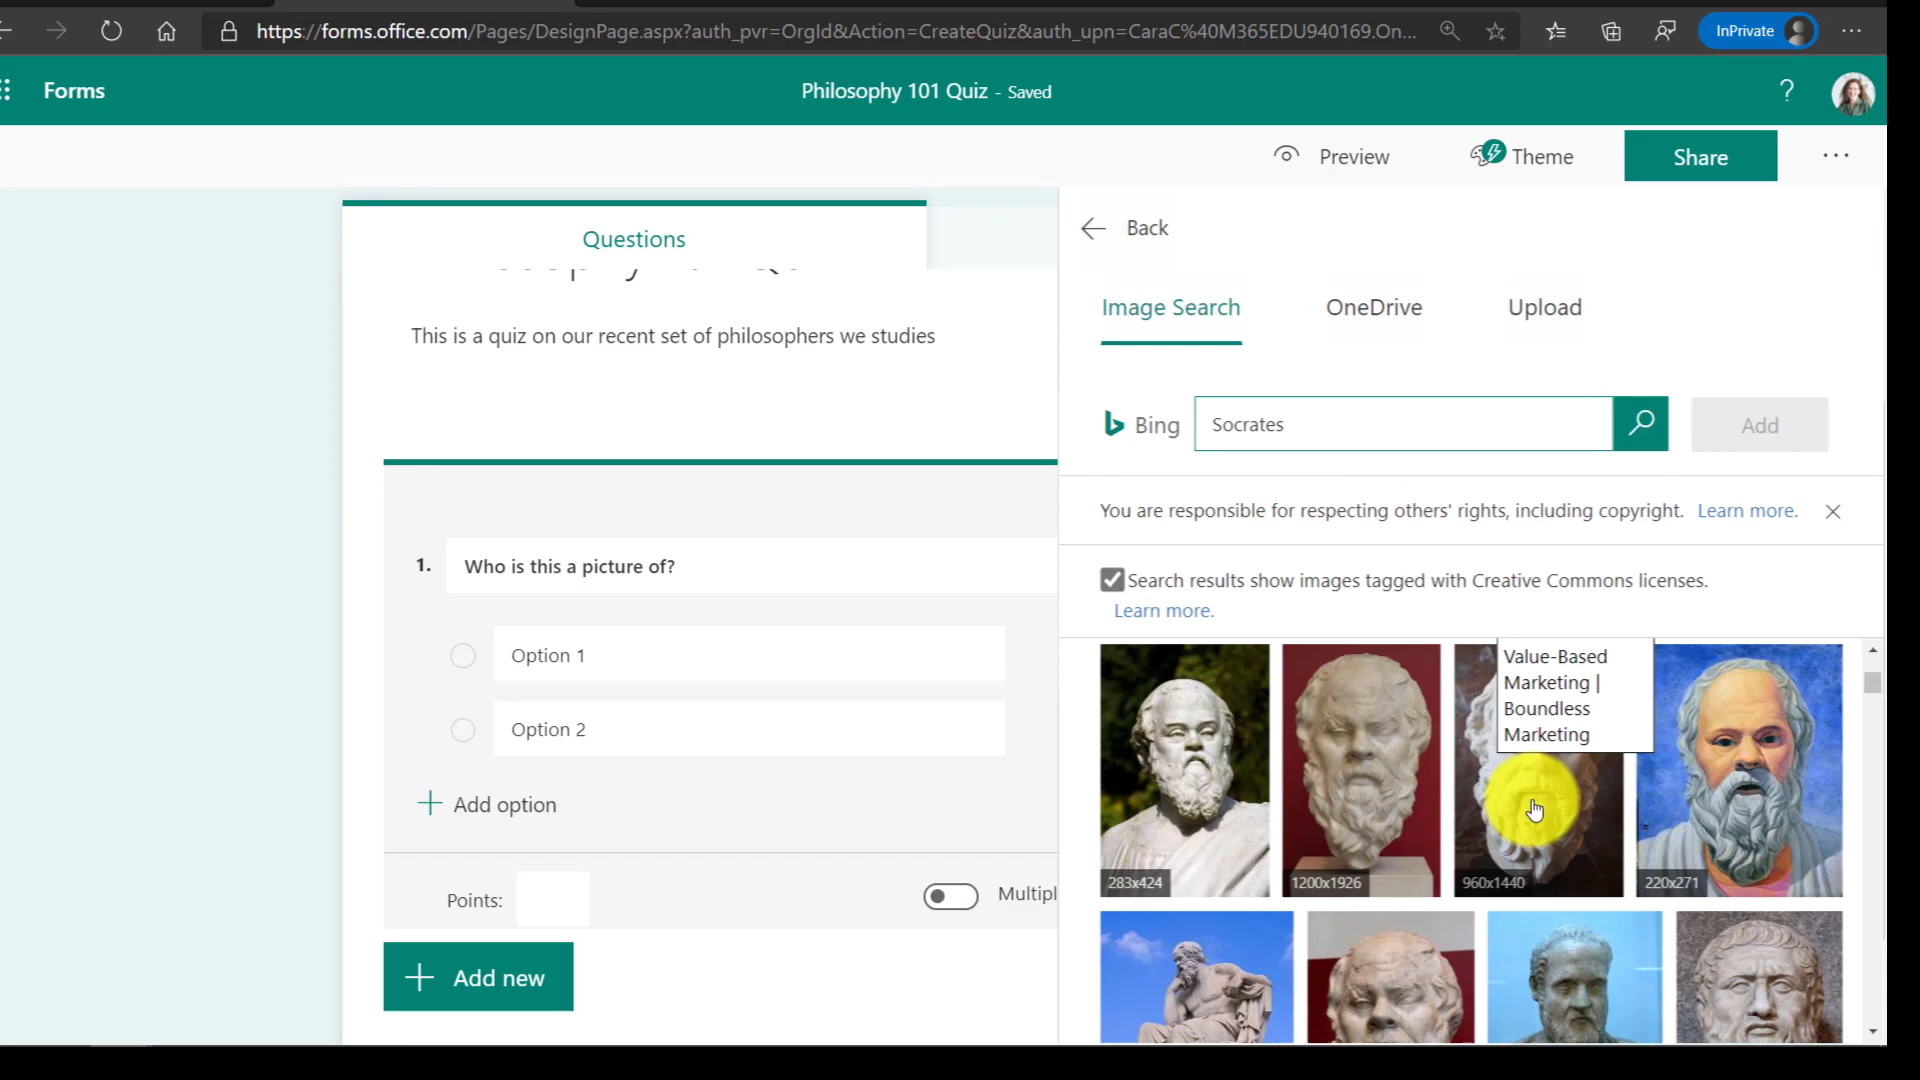 https://forms.office.com/Pages/DesignPage.aspx?auth_pvr=OrgId&Action=CreateQuiz&auth_upn=CaraC%40M365EDU940169.On...
InPrivate
Forms
Philosophy 101 Quiz - Saved
?
Preview
Theme
Share
Questions
Back
This is a quiz on our recent set of philosophers we studies
Image Search
OneDrive
Upload
Bing
Socrates
Add
You are responsible for respecting others' rights, including copyright. Learn more.
Search results show images tagged with Creative Commons licenses.
Learn more.
1. Who is this a picture of?
Option 1
Option 2
Add option
Points:
Multipl
Add new
Value-Based
Marketing |
Boundless
Marketing
283x424
1200x1926
960x1440
220x271